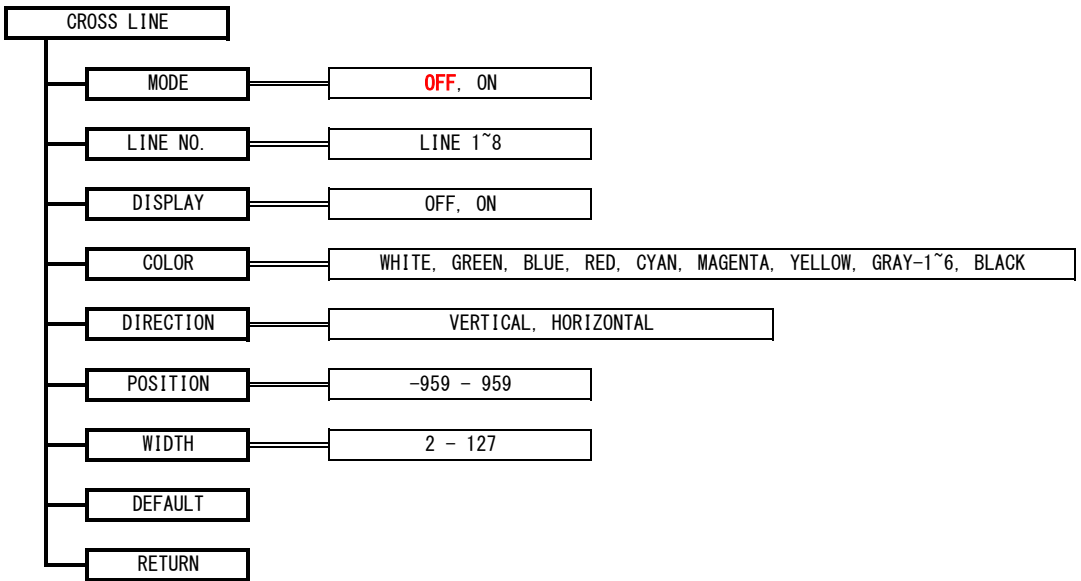 CROSS LINE
MODE
OFF, ON
LINE NO.
LINE 1~8
DISPLAY
OFF, ON
COLOR
WHITE, GREEN, BLUE, RED, CYAN, MAGENTA, YELLOW, GRAY-1~6, BLACK
DIRECTION
VERTICAL, HORIZONTAL
POSITION
-959 - 959
WIDTH
2 - 127
DEFAULT
RETURN